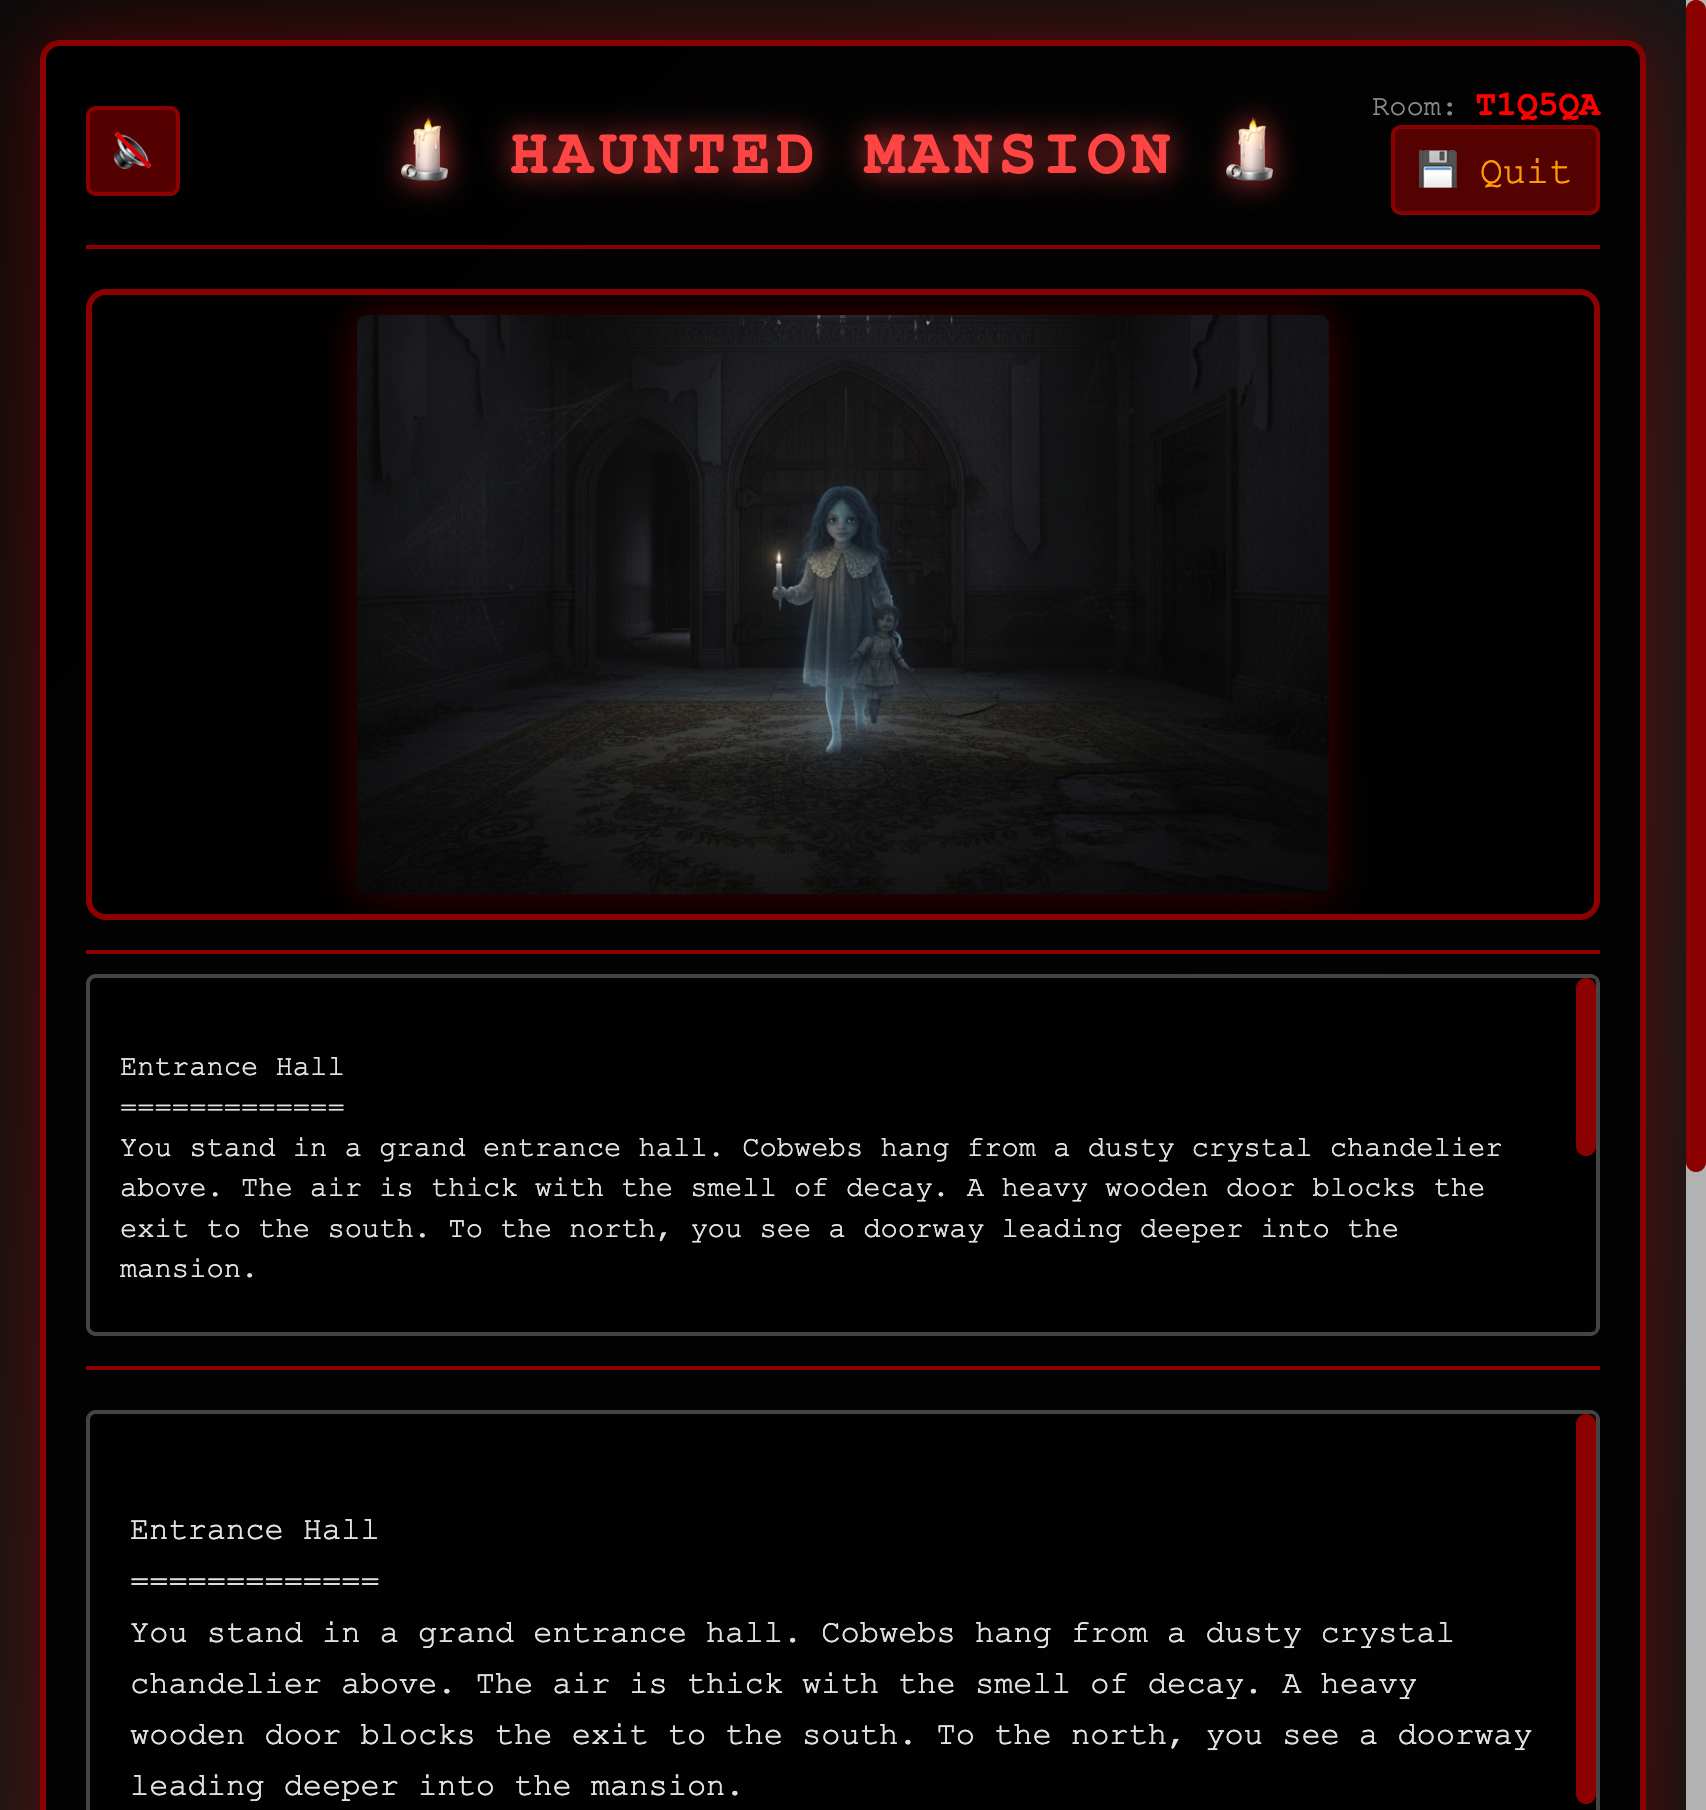 Room: T1Q5QA
HAUNTED MANSION
Quit
Entrance Hall
=============
You stand in a grand entrance hall. Cobwebs hang from a dusty crystal chandelier
above. The air is thick with the smell of decay. A heavy wooden door blocks the
exit to the south. To the north, you see a doorway leading deeper into the
mansion.
Entrance Hall
=============
You stand in a grand entrance hall. Cobwebs hang from a dusty crystal
chandelier above. The air is thick with the smell of decay. A heavy
wooden door blocks the exit to the south. To the north, you see a doorway
leading deeper into the mansion.